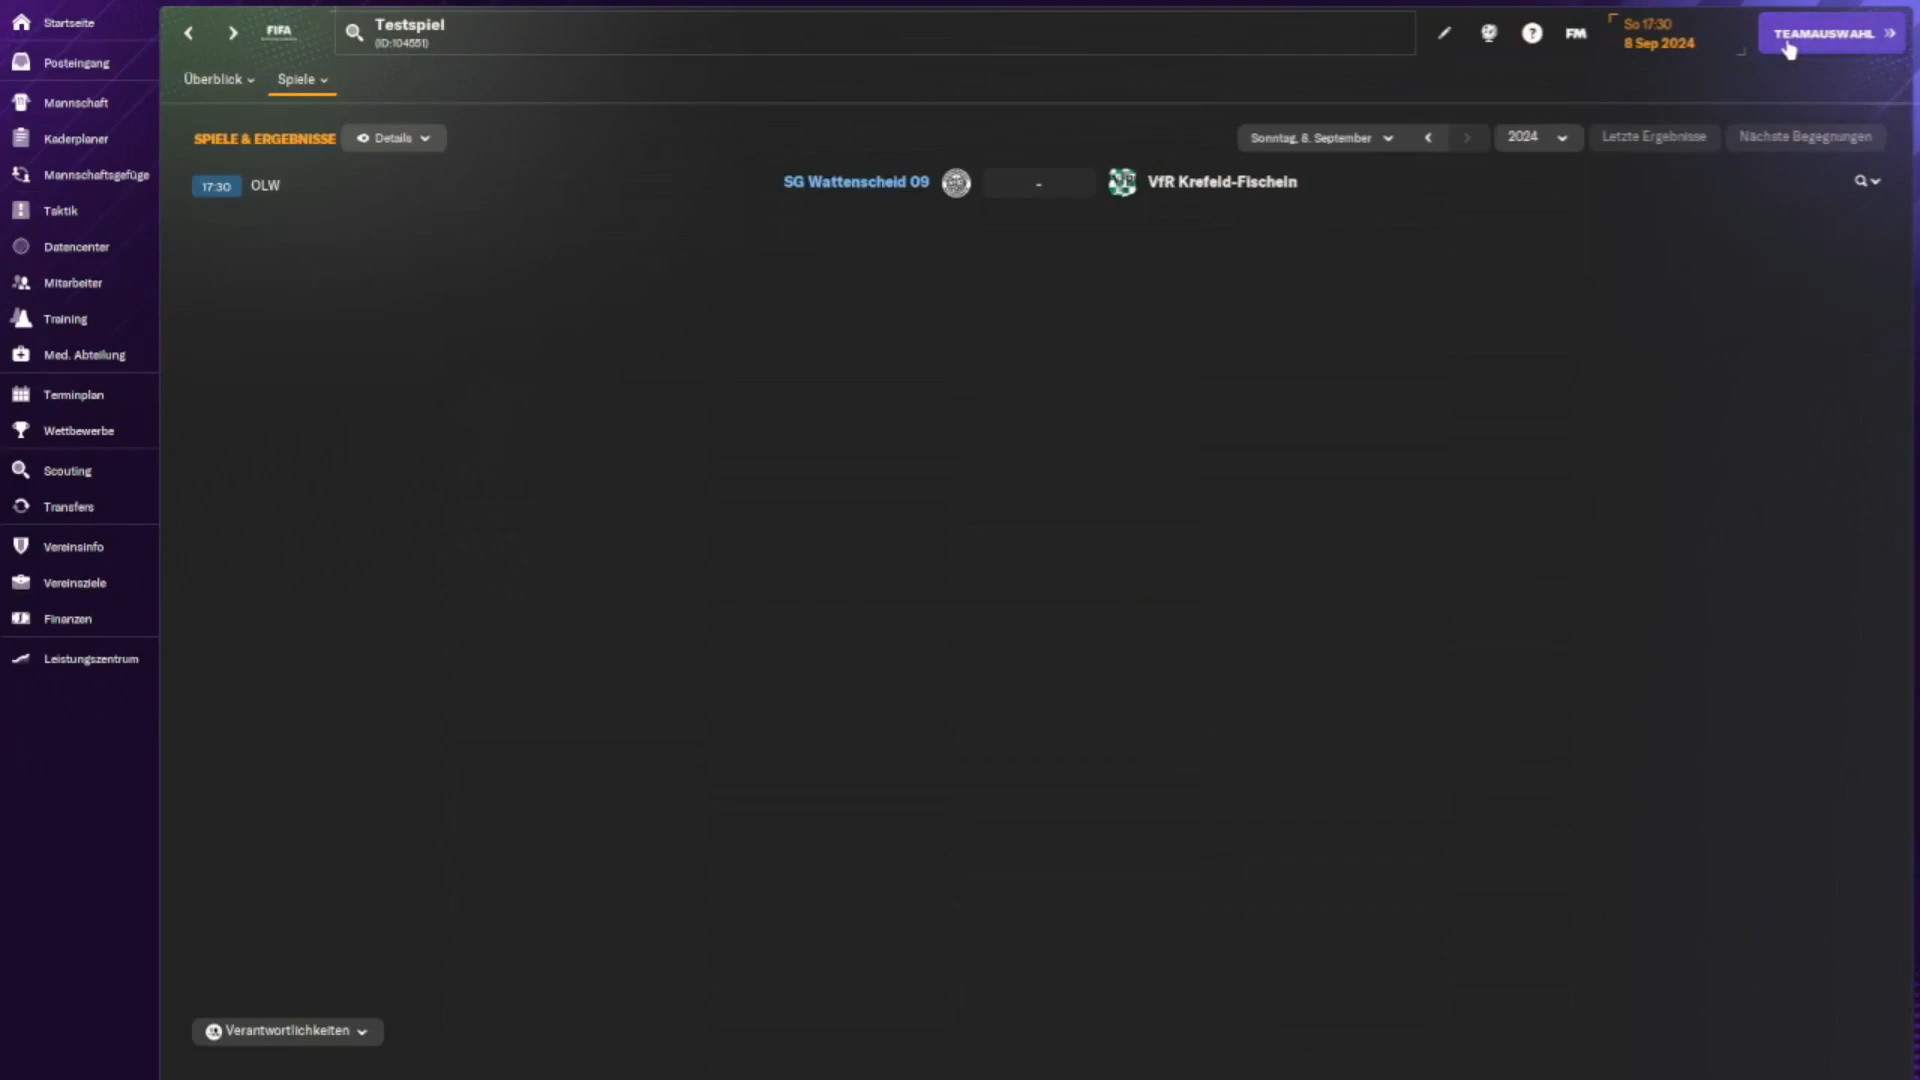 Startseite
Posteingang
Mannschaft
Kaderplaner
Mannschaftsgefüge
Taktik
Datencenter
Mitarbeiter
Training
Med. Abteilung
Terminplan
Wettbewerbe
Scouting
Transfers
Vereinsinfo
Vereinsziele
Finanzen
Leistungszentrum
FIFA
Testspiel
(ID:104551)
?
FM
So 17:30
8 Sep 2024
TEAMAUSWAHL
Überblick
Spiele
SPIELE & ERGEBNISSE
Details
Sonntag, 8. September
2024
Letzte Ergebnisse
Nächste Begegnungen
17:30 OLW SG Wattenscheid 09 - VfR Krefeld-Fischeln
Verantwortlichkeiten